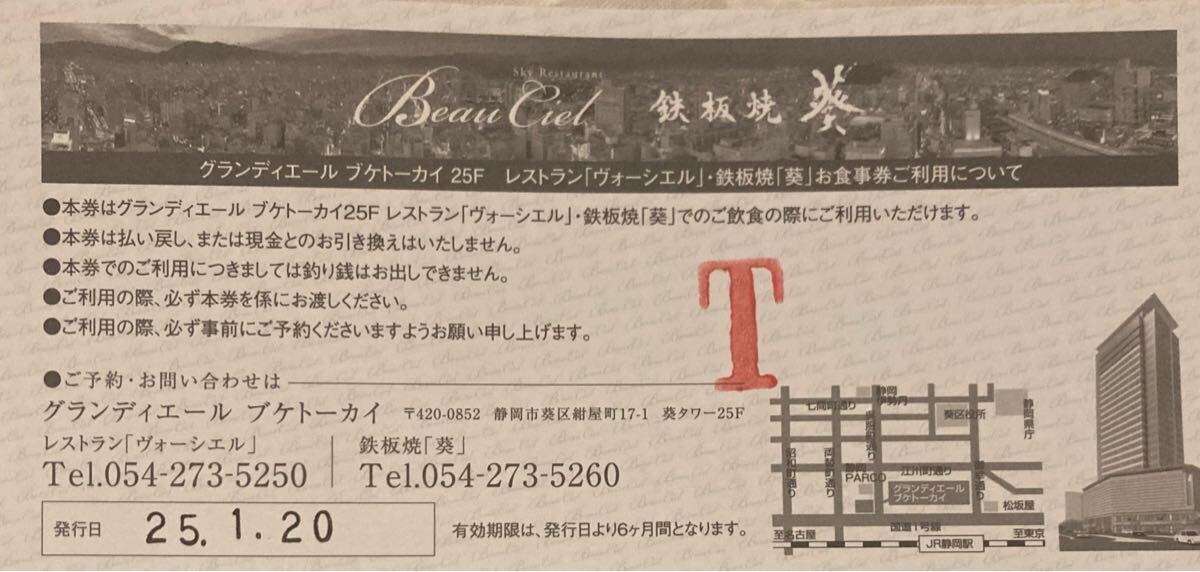 Sky Restaurant
Beau Ciel 鉄板焼 葵
グランディエール ブケトーカイ 25F レストラン「ヴォーシエル」・鉄板焼「葵」お食事券ご利用について
●本券はグランディエール ブケトーカイ25F レストラン「ヴォーシエル」・鉄板焼「葵」でのご飲食の際にご利用いただけます。
●本券は払い戻し、または現金とのお引き換えはいたしません。
●本券でのご利用につきましては釣り銭はお出しできません。
●ご利用の際、必ず本券を係にお渡しください。
●ご利用の際、必ず事前にご予約くださいますようお願い申し上げます。
T
●ご予約・お問い合わせは
グランディエール ブケトーカイ 〒420-0852 静岡市葵区紺屋町17-1 葵タワー25F
レストラン「ヴォーシエル」
Tel.054-273-5250
鉄板焼「葵」
Tel.054-273-5260
発行日 25. 1. 20
有効期限は、発行日より6ヶ月間となります。
七間町通り
静岡
伊勢丹
呉服町通り
葵区役所
静岡県庁
昭和町通り
両替町通り
静岡
PARCO
江川町通り
御幸通り
グランディエール
ブケトーカイ
松坂屋
国道1号線
至名古屋
JR静岡駅
至東京